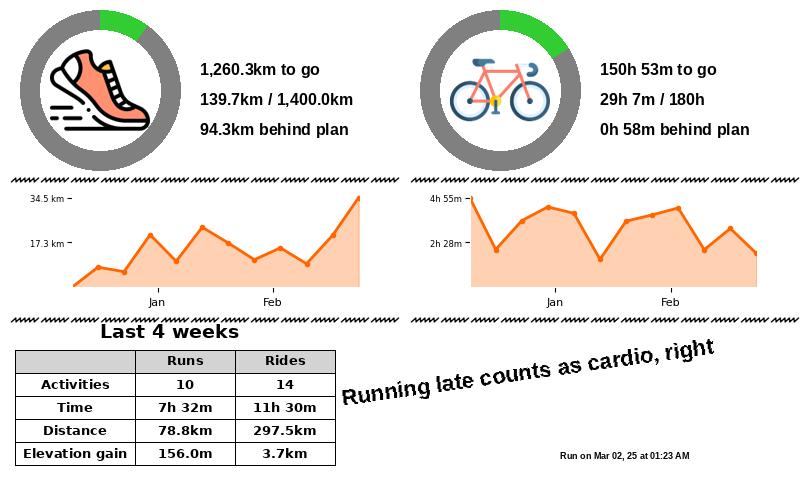 1,260.3km to go
139.7km / 1,400.0km
94.3km behind plan
150h 53m to go
29h 7m / 180h
0h 58m behind plan
34.5 km
17.3 km
Jan Feb
4h 55m
2h 28m
Jan Feb
Last 4 weeks
Runs Rides
Activities 10 14
Time 7h 32m 11h 30m
Distance 78.8km 297.5km
Elevation gain 156.0m 3.7km
Running late counts as cardio, right
Run on Mar 02, 25 at 01:23 AM